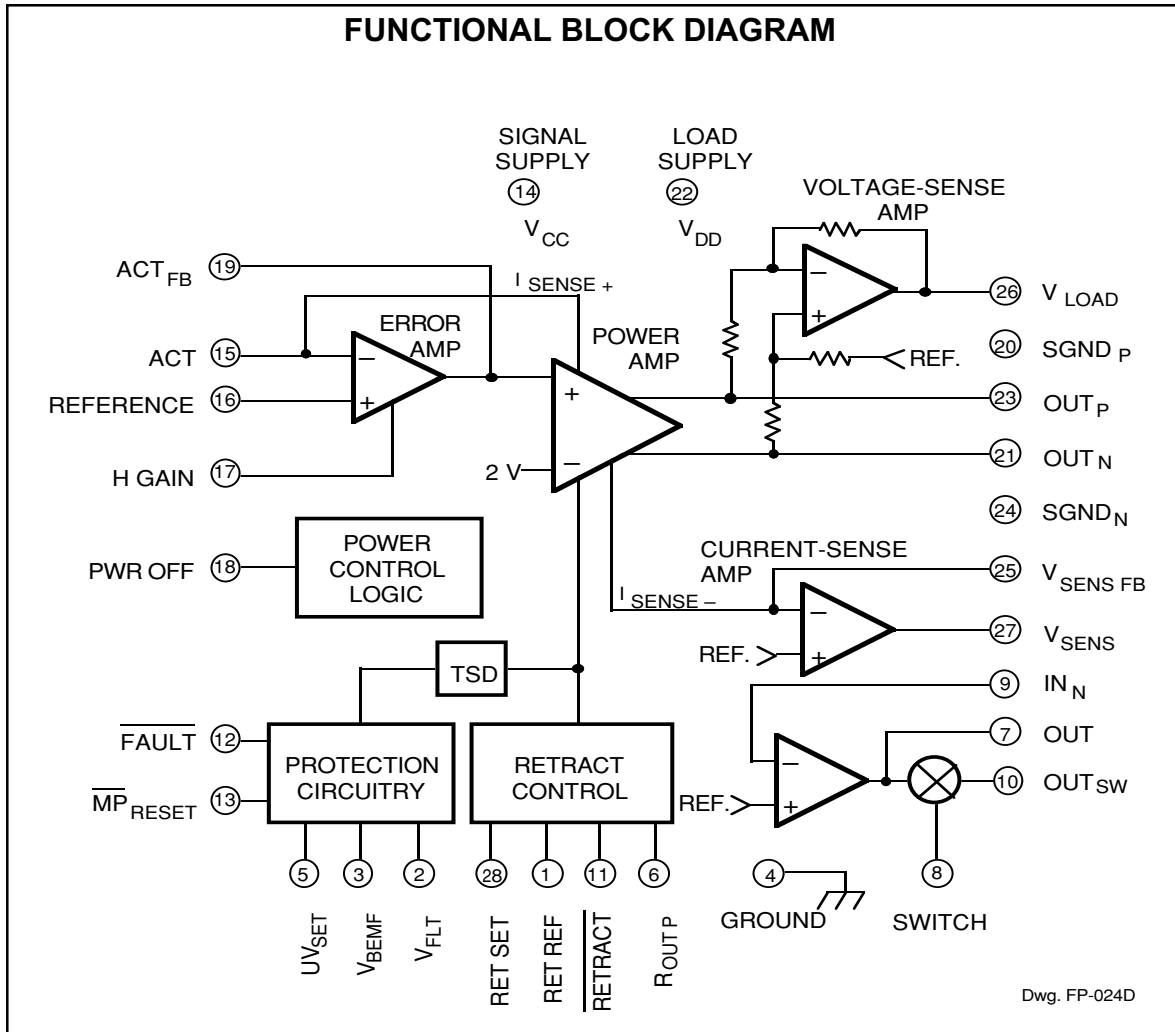 FUNCTIONAL BLOCK DIAGRAM
SIGNAL
SUPPLY
14
VCC
LOAD
SUPPLY
22
VDD
VOLTAGE-SENSE
AMP
ACTFB 19
I SENSE +
ERROR
AMP
POWER
AMP
−
+
26 V LOAD
ACT 15
−
+
REFERENCE 16
REF.
20 SGND P
+
−
23 OUTP
H GAIN 17
2 V
21 OUTN
24 SGNDN
PWR OFF 18
POWER
CONTROL
LOGIC
CURRENT-SENSE
AMP
I SENSE −
25 VSENS FB
−
+
REF.
27 VSENS
TSD
9 INN
FAULT 12
MPRESET 13
PROTECTION
CIRCUITRY
RETRACT
CONTROL
REF.
−
+
7 OUT
10 OUTSW
5
3
2
28
1
11
6
4
8
GROUND
SWITCH
UVSET
VBEMF
VFLT
RET SET
RET REF
RETRACT
ROUT P
Dwg. FP-024D